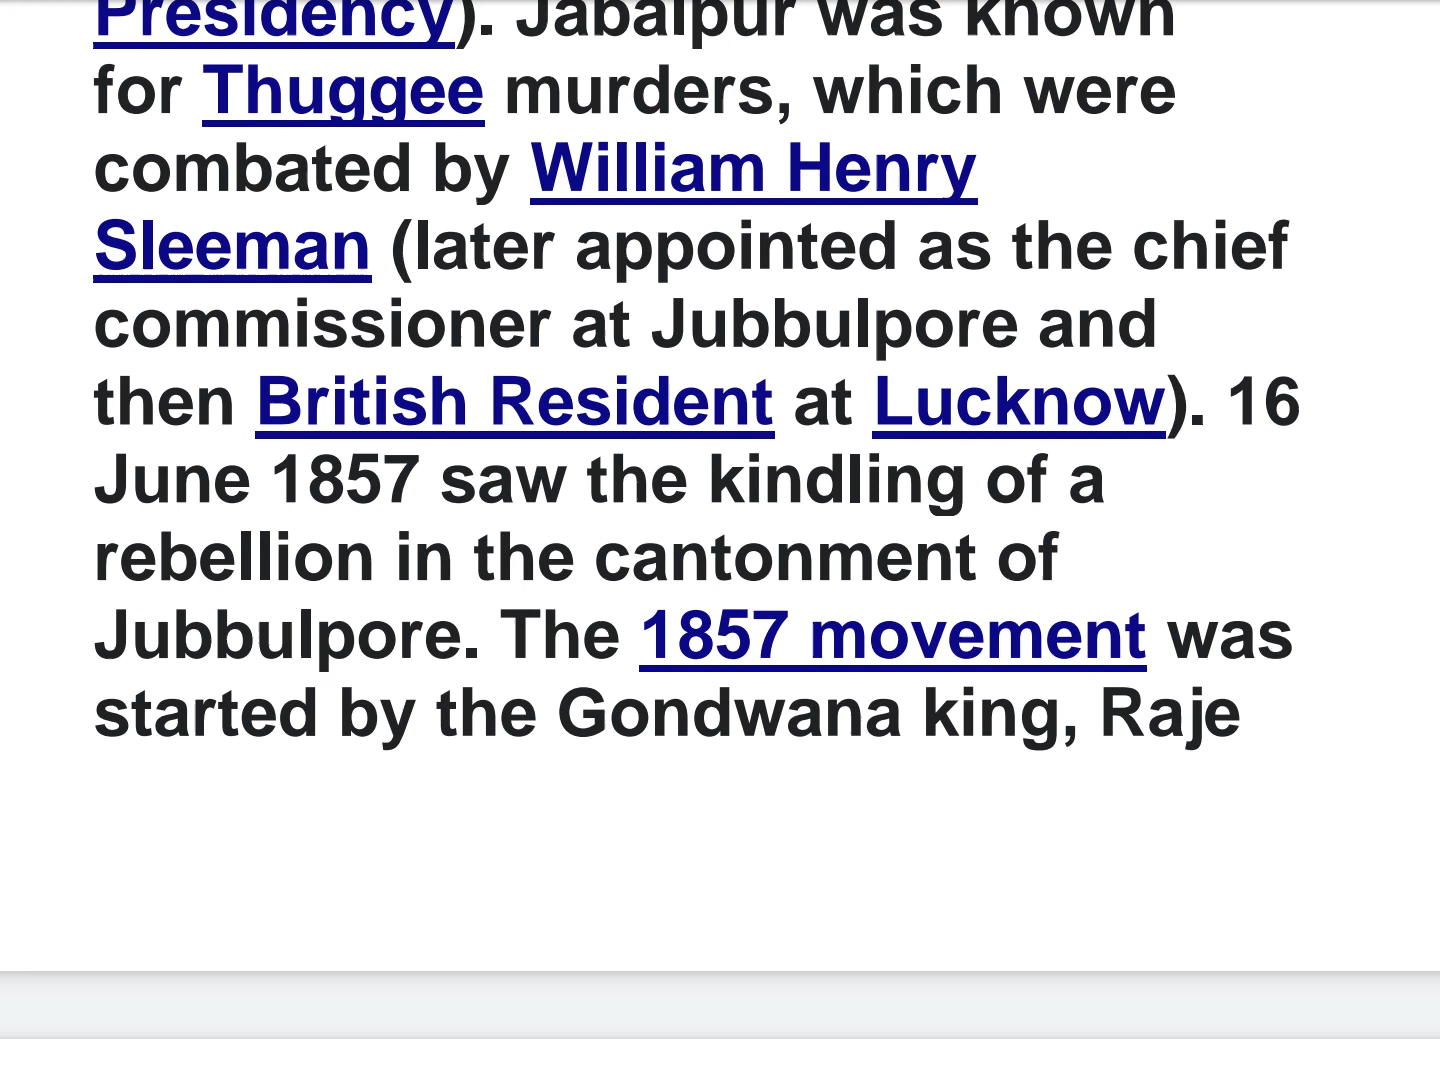 Presidency). Jabalpur was known
for Thuggee murders, which were
combated by William Henry
Sleeman (later appointed as the chief
commissioner at Jubbulpore and
then British Resident at Lucknow). 16
June 1857 saw the kindling of a
rebellion in the cantonment of
Jubbulpore. The 1857 movement was
started by the Gondwana king, Raje